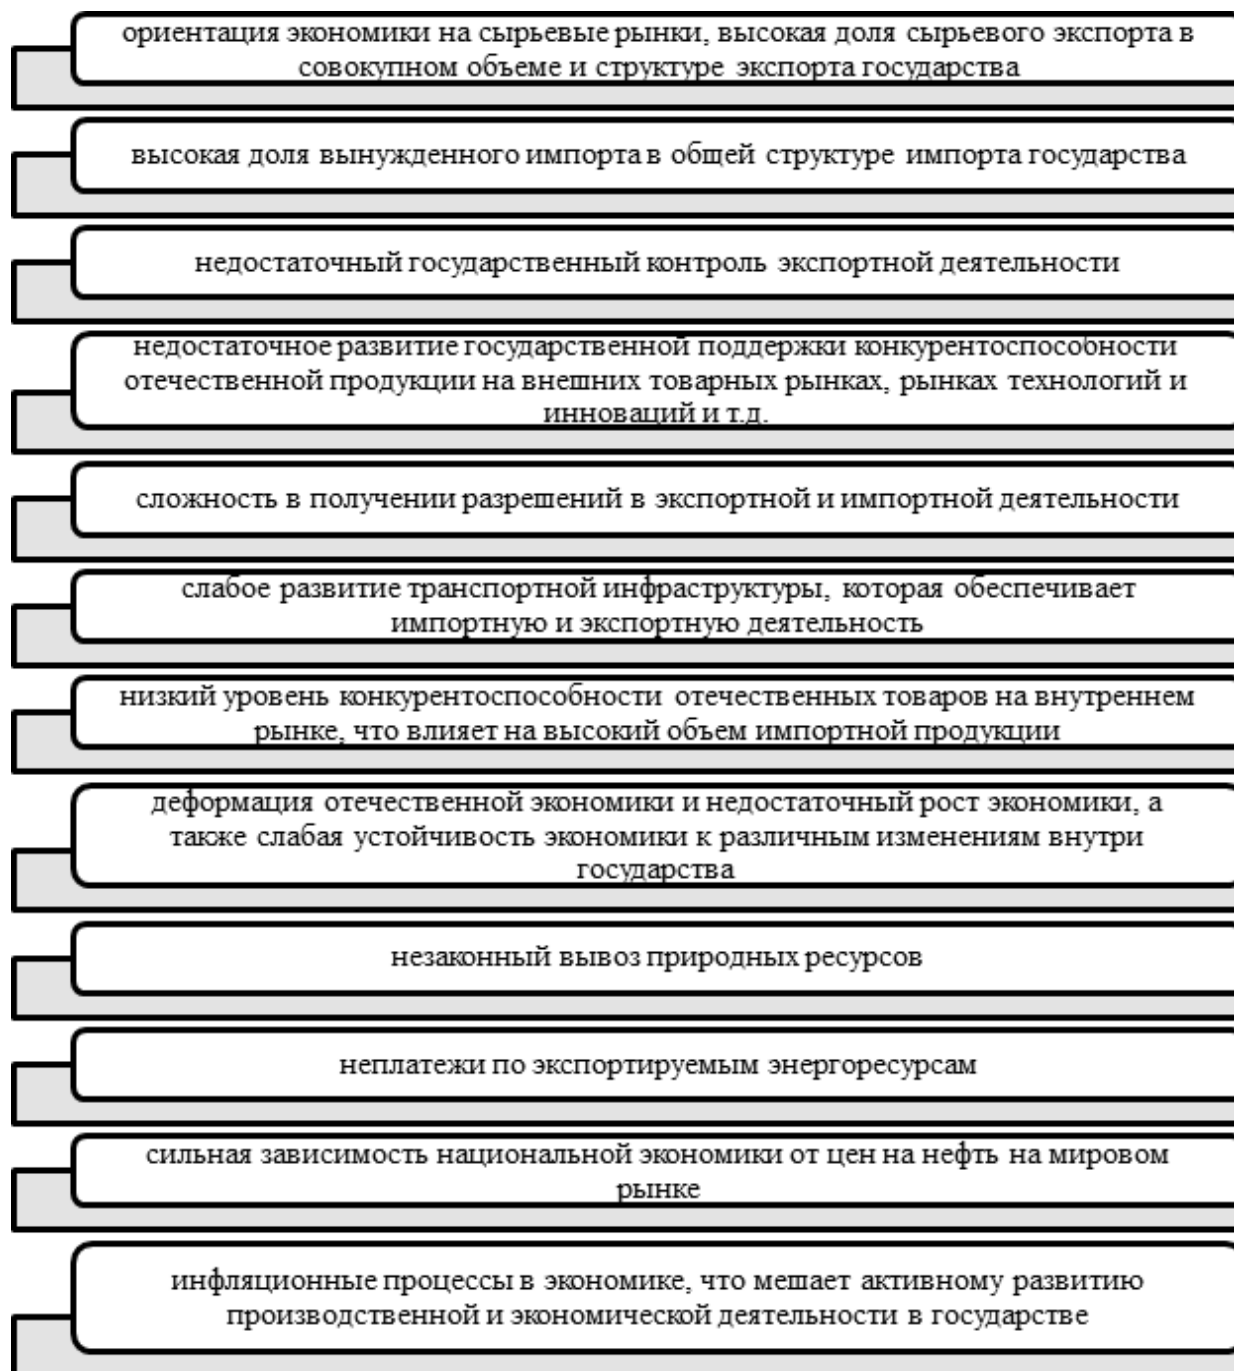 ориентация экономики на сырьевые рынки, высокая доля сырьевого экспорта в
совокупном объеме и структуре экспорта государства
высокая доля вынужденного импорта в общей структуре импорта государства
недостаточный государственный контроль экспортной деятельности
недостаточное развитие государственной поддержки конкурентоспособности
отечественной продукции на внешних товарных рынках, рынках технологий и
инноваций и т.д.
сложность в получении разрешений в экспортной и импортной деятельности
слабое развитие транспортной инфраструктуры, которая обеспечивает
импортную и экспортную деятельность
низкий уровень конкурентоспособности отечественных товаров на внутреннем
рынке, что влияет на высокий объем импортной продукции
деформация отечественной экономики и недостаточный рост экономики, а
также слабая устойчивость экономики к различным изменениям внутри
государства
незаконный вывоз природных ресурсов
неплатежи по экспортируемым энергоресурсам
сильная зависимость национальной экономики от цен на нефть на мировом
рынке
инфляционные процессы в экономике, что мешает активному развитию
производственной и экономической деятельности в государстве